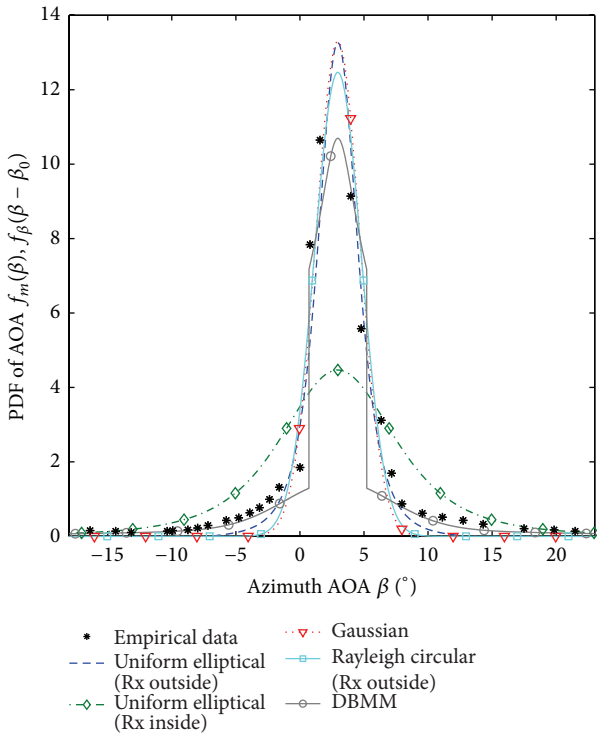 14
12
10
8
6
4
2
0
PDF of AOA f_m(β), f_β(β − β_0)
−15 −10 −5 0 5 10 15 20
Azimuth AOA β (°)
Empirical data
Uniform elliptical
(Rx outside)
Uniform elliptical
(Rx inside)
Gaussian
Rayleigh circular
(Rx outside)
DBMM